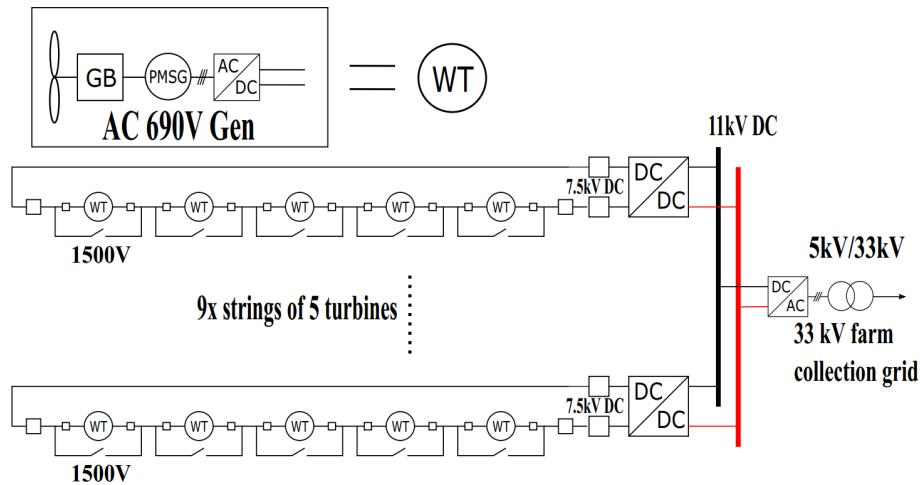 GB
PMSG
AC
DC
AC 690V Gen
WT
11kV DC
7.5kV DC
DC
DC
WT
WT
WT
WT
WT
1500V
5kV/33kV
9x strings of 5 turbines
DC
AC
33 kV farm
collection grid
7.5kV DC
DC
DC
WT
WT
WT
WT
WT
1500V